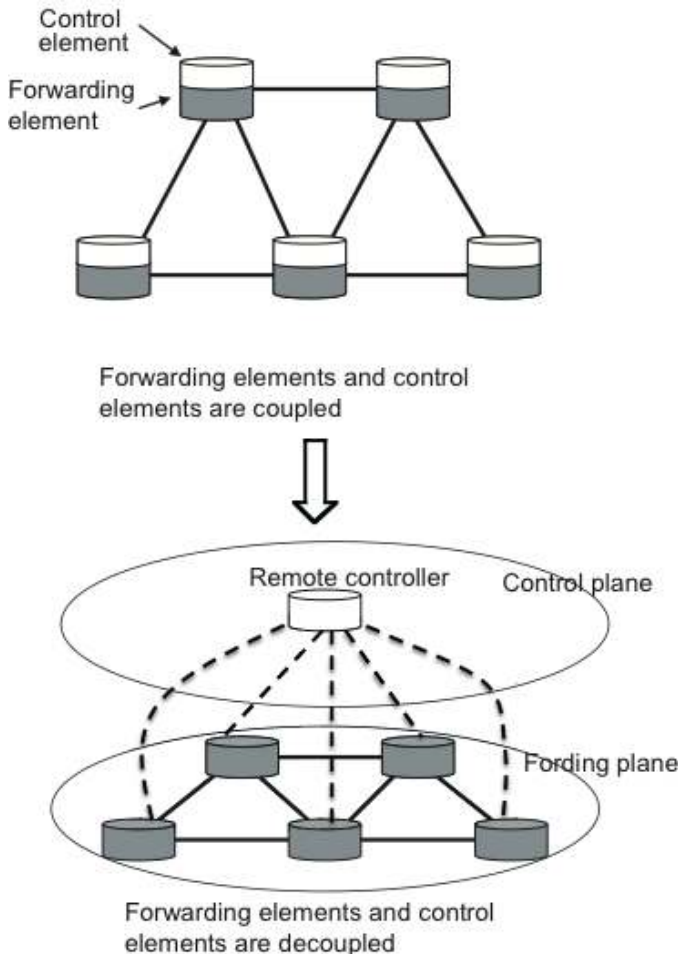 Control
element
Forwarding
element
Forwarding elements and control
elements are coupled
Remote controller
Control plane
Fording plane
Forwarding elements and control
elements are decoupled